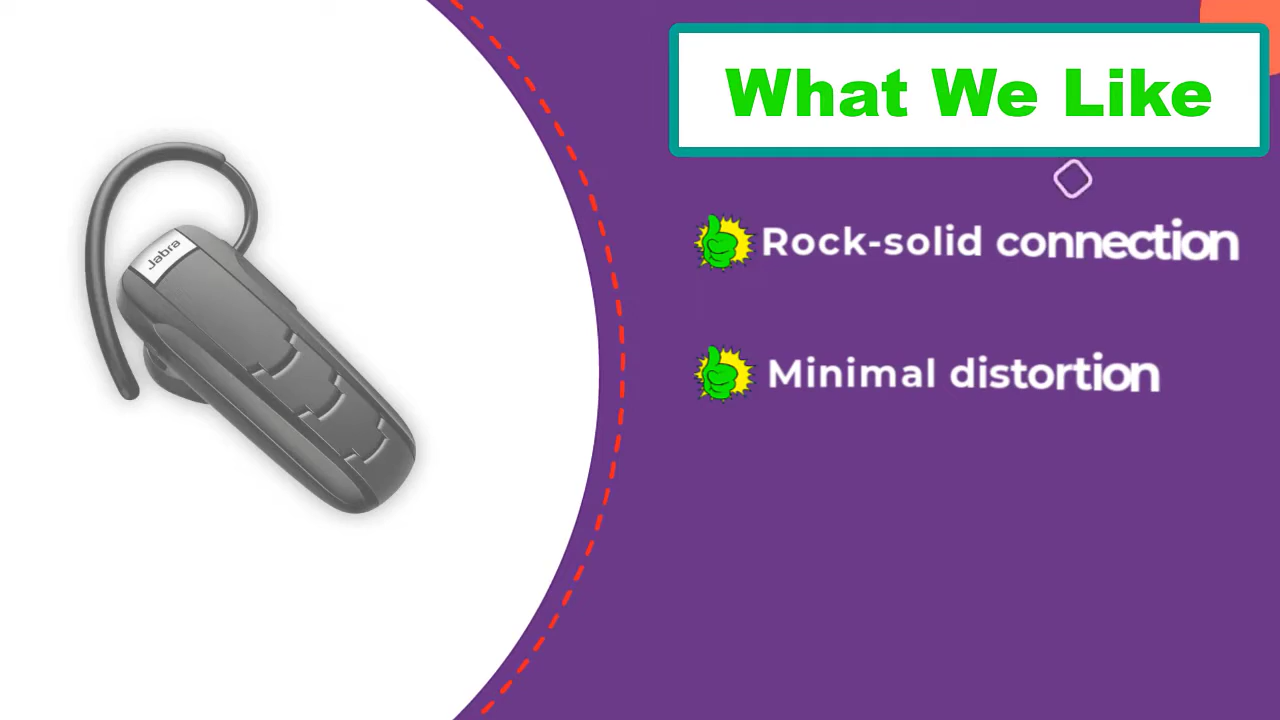 What We Like
Jabra
Rock-solid connection
Minimal distortion